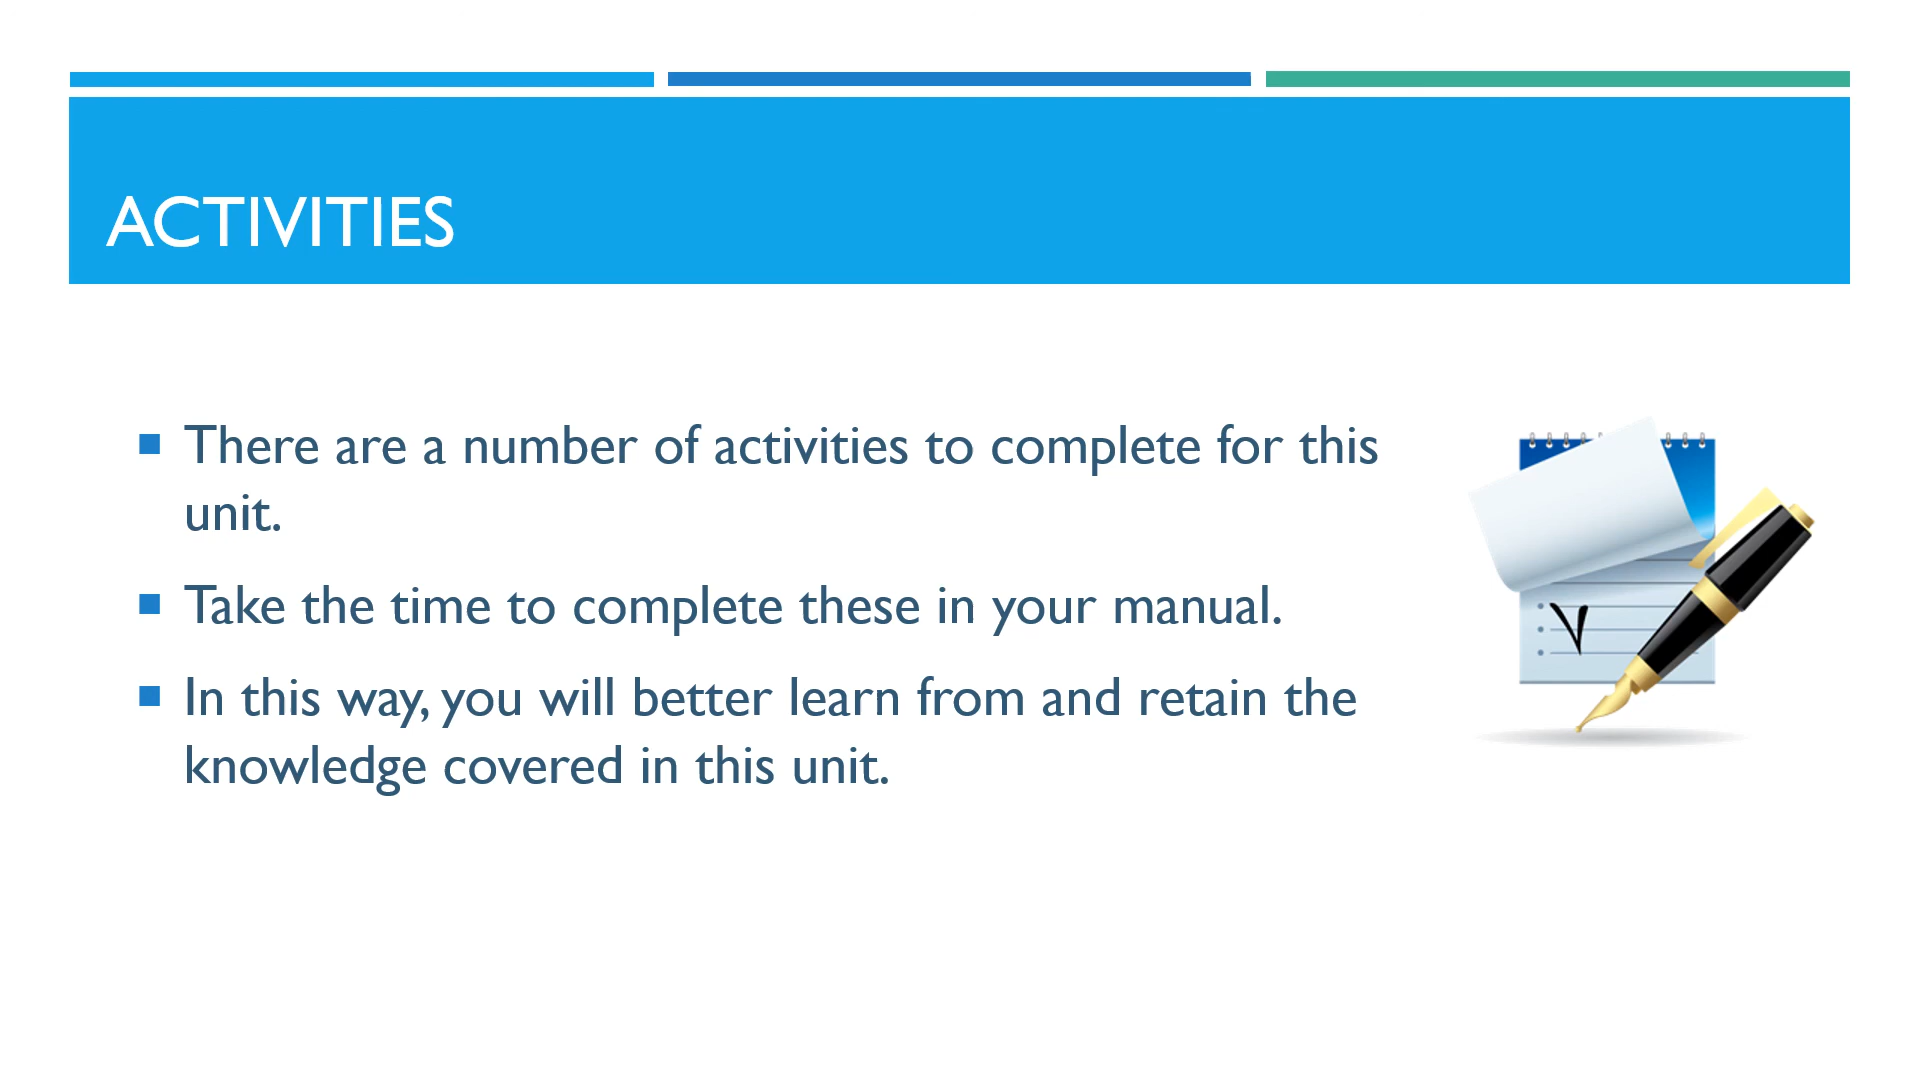 ACTIVITIES
There are a number of activities to complete for this
unit.
Take the time to complete these in your manual.
In this way, you will better learn from and retain the
knowledge covered in this unit.